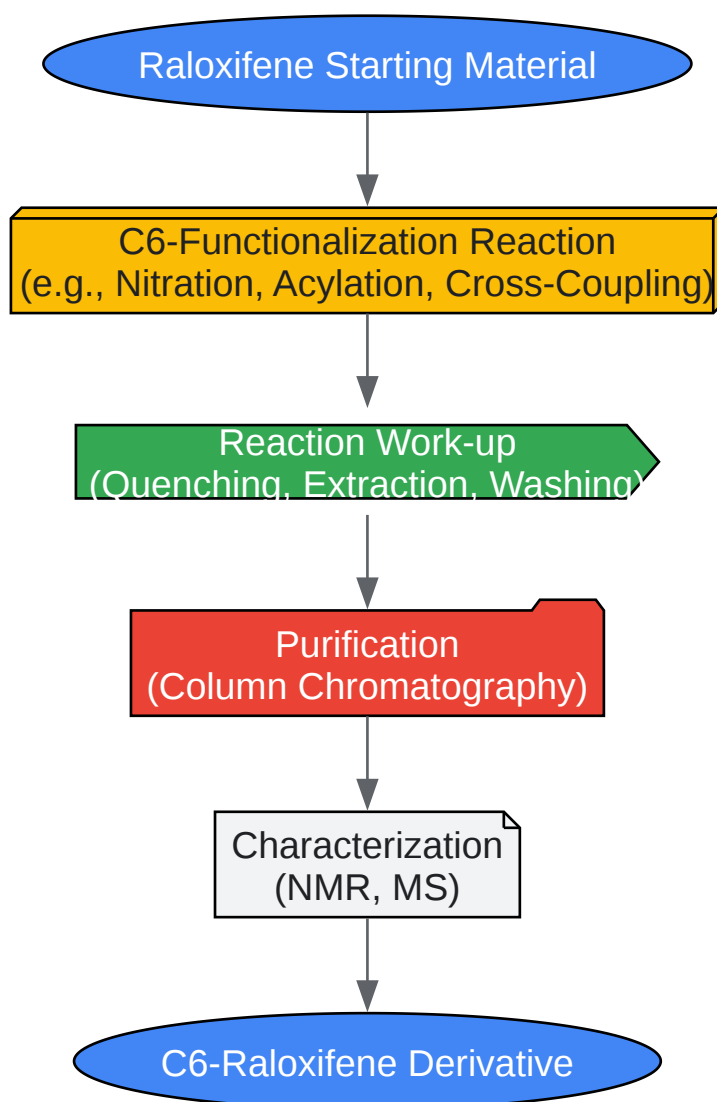 Raloxifene Starting Material
C6-Functionalization Reaction
(e.g., Nitration, Acylation, Cross-Coupling)
Reaction Work-up
(Quenching, Extraction, Washing)
Purification
(Column Chromatography)
Characterization
(NMR, MS)
C6-Raloxifene Derivative